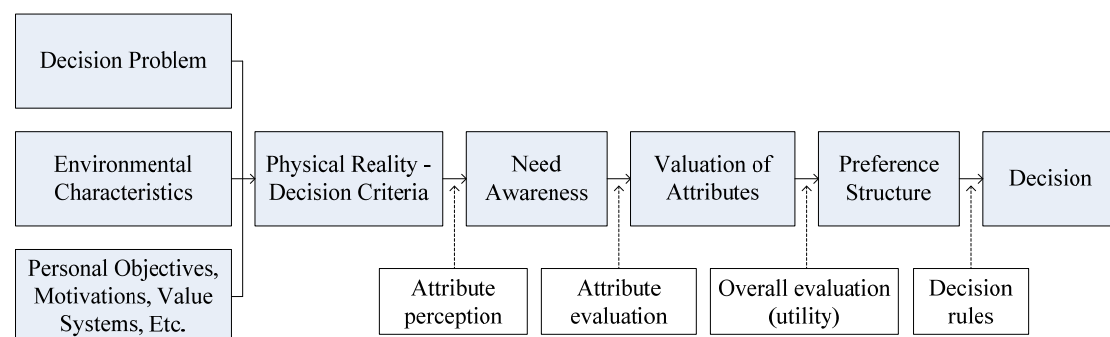 Decision Problem
Environmental
Characteristics
Personal Objectives,
Motivations, Value
Systems, Etc.
Physical Reality -
Decision Criteria
Need
Awareness
Valuation of
Attributes
Preference
Structure
Decision
Attribute
perception
Attribute
evaluation
Overall evaluation
(utility)
Decision
rules